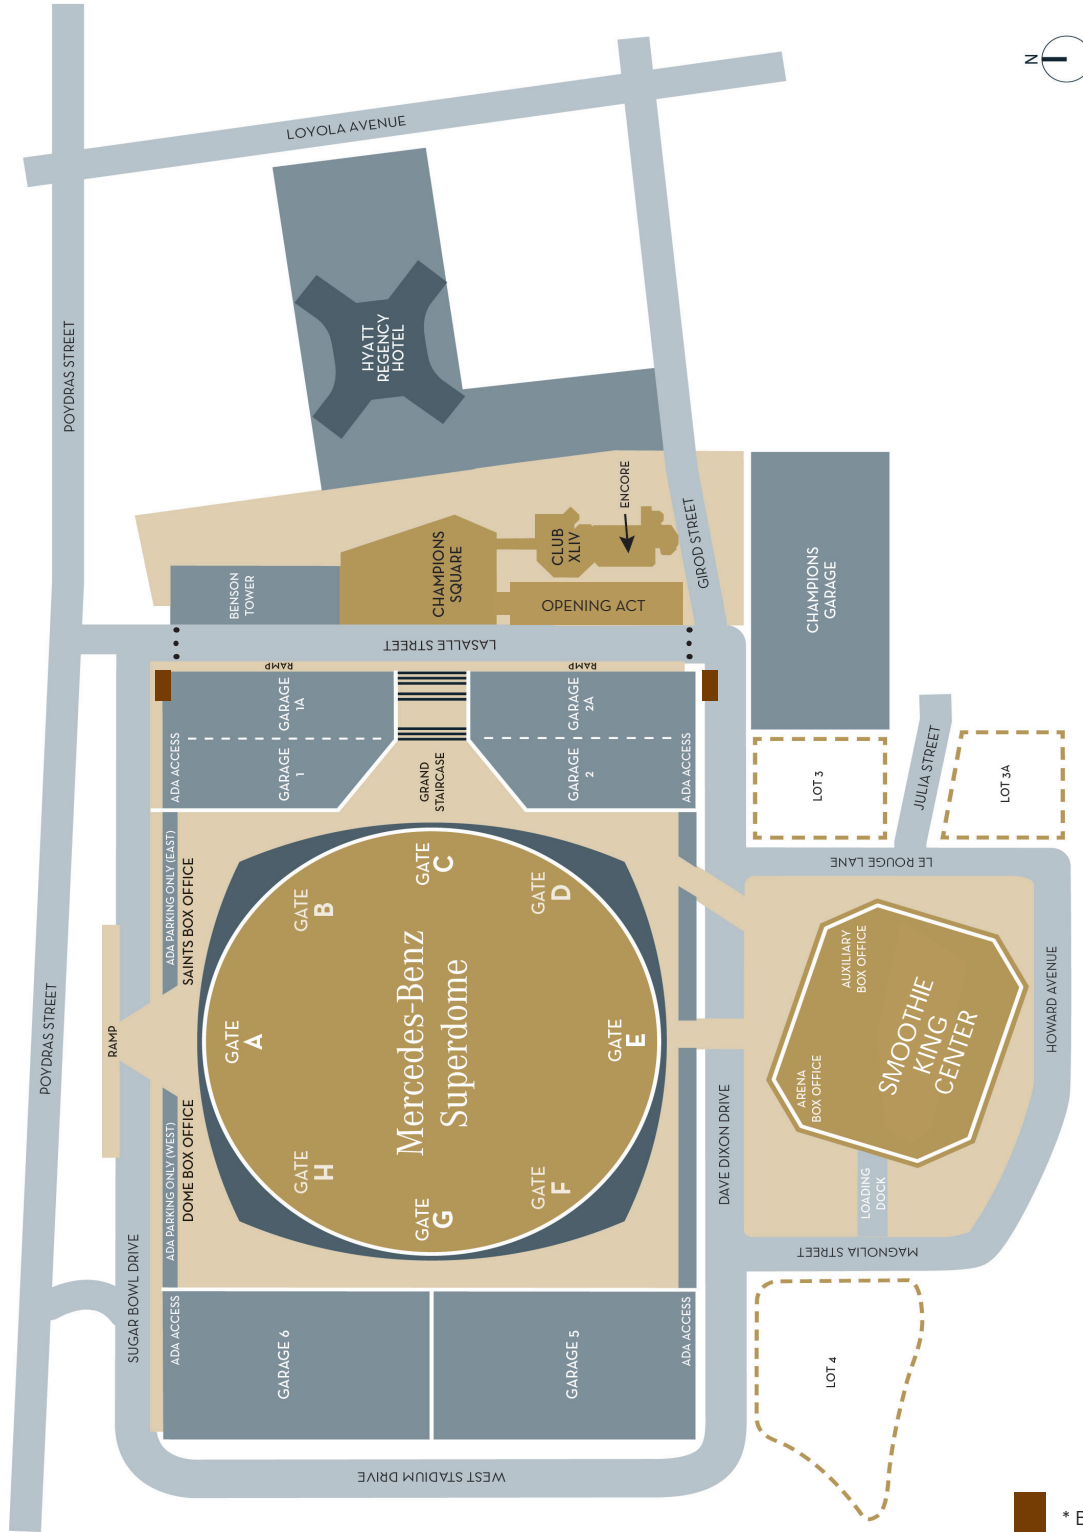 N
LOYOLA AVENUE
POYDRAS STREET
HYATT
REGENCY
HOTEL
ENCORE
CLUB
XLIV
CHAMPIONS
SQUARE
OPENING ACT
BENSON
TOWER
GIROD STREET
CHAMPIONS
GARAGE
LASALLE STREET
RAMP
RAMP
GARAGE
1A
GARAGE
2A
GARAGE
1
GARAGE
2
ADA ACCESS
ADA ACCESS
GRAND
STAIRCASE
LOT 3
JULIA STREET
LOT 3A
LE ROUGE LANE
ADA PARKING ONLY (EAST)
SAINTS BOX OFFICE
GATE
C
GATE
B
GATE
D
AUXILIARY
BOX OFFICE
POYDRAS STREET
RAMP
GATE
A
Mercedes-Benz
Superdome
GATE
E
SMOOTHIE
KING
CENTER
ARENA
BOX OFFICE
HOWARD AVENUE
DAVE DIXON DRIVE
ADA PARKING ONLY (WEST)
DOME BOX OFFICE
GATE
H
GATE
G
GATE
F
LOADING
DOCK
MAGNOLIA STREET
SUGAR BOWL DRIVE
ADA ACCESS
ADA ACCESS
GARAGE 6
GARAGE 5
LOT 4
WEST STADIUM DRIVE